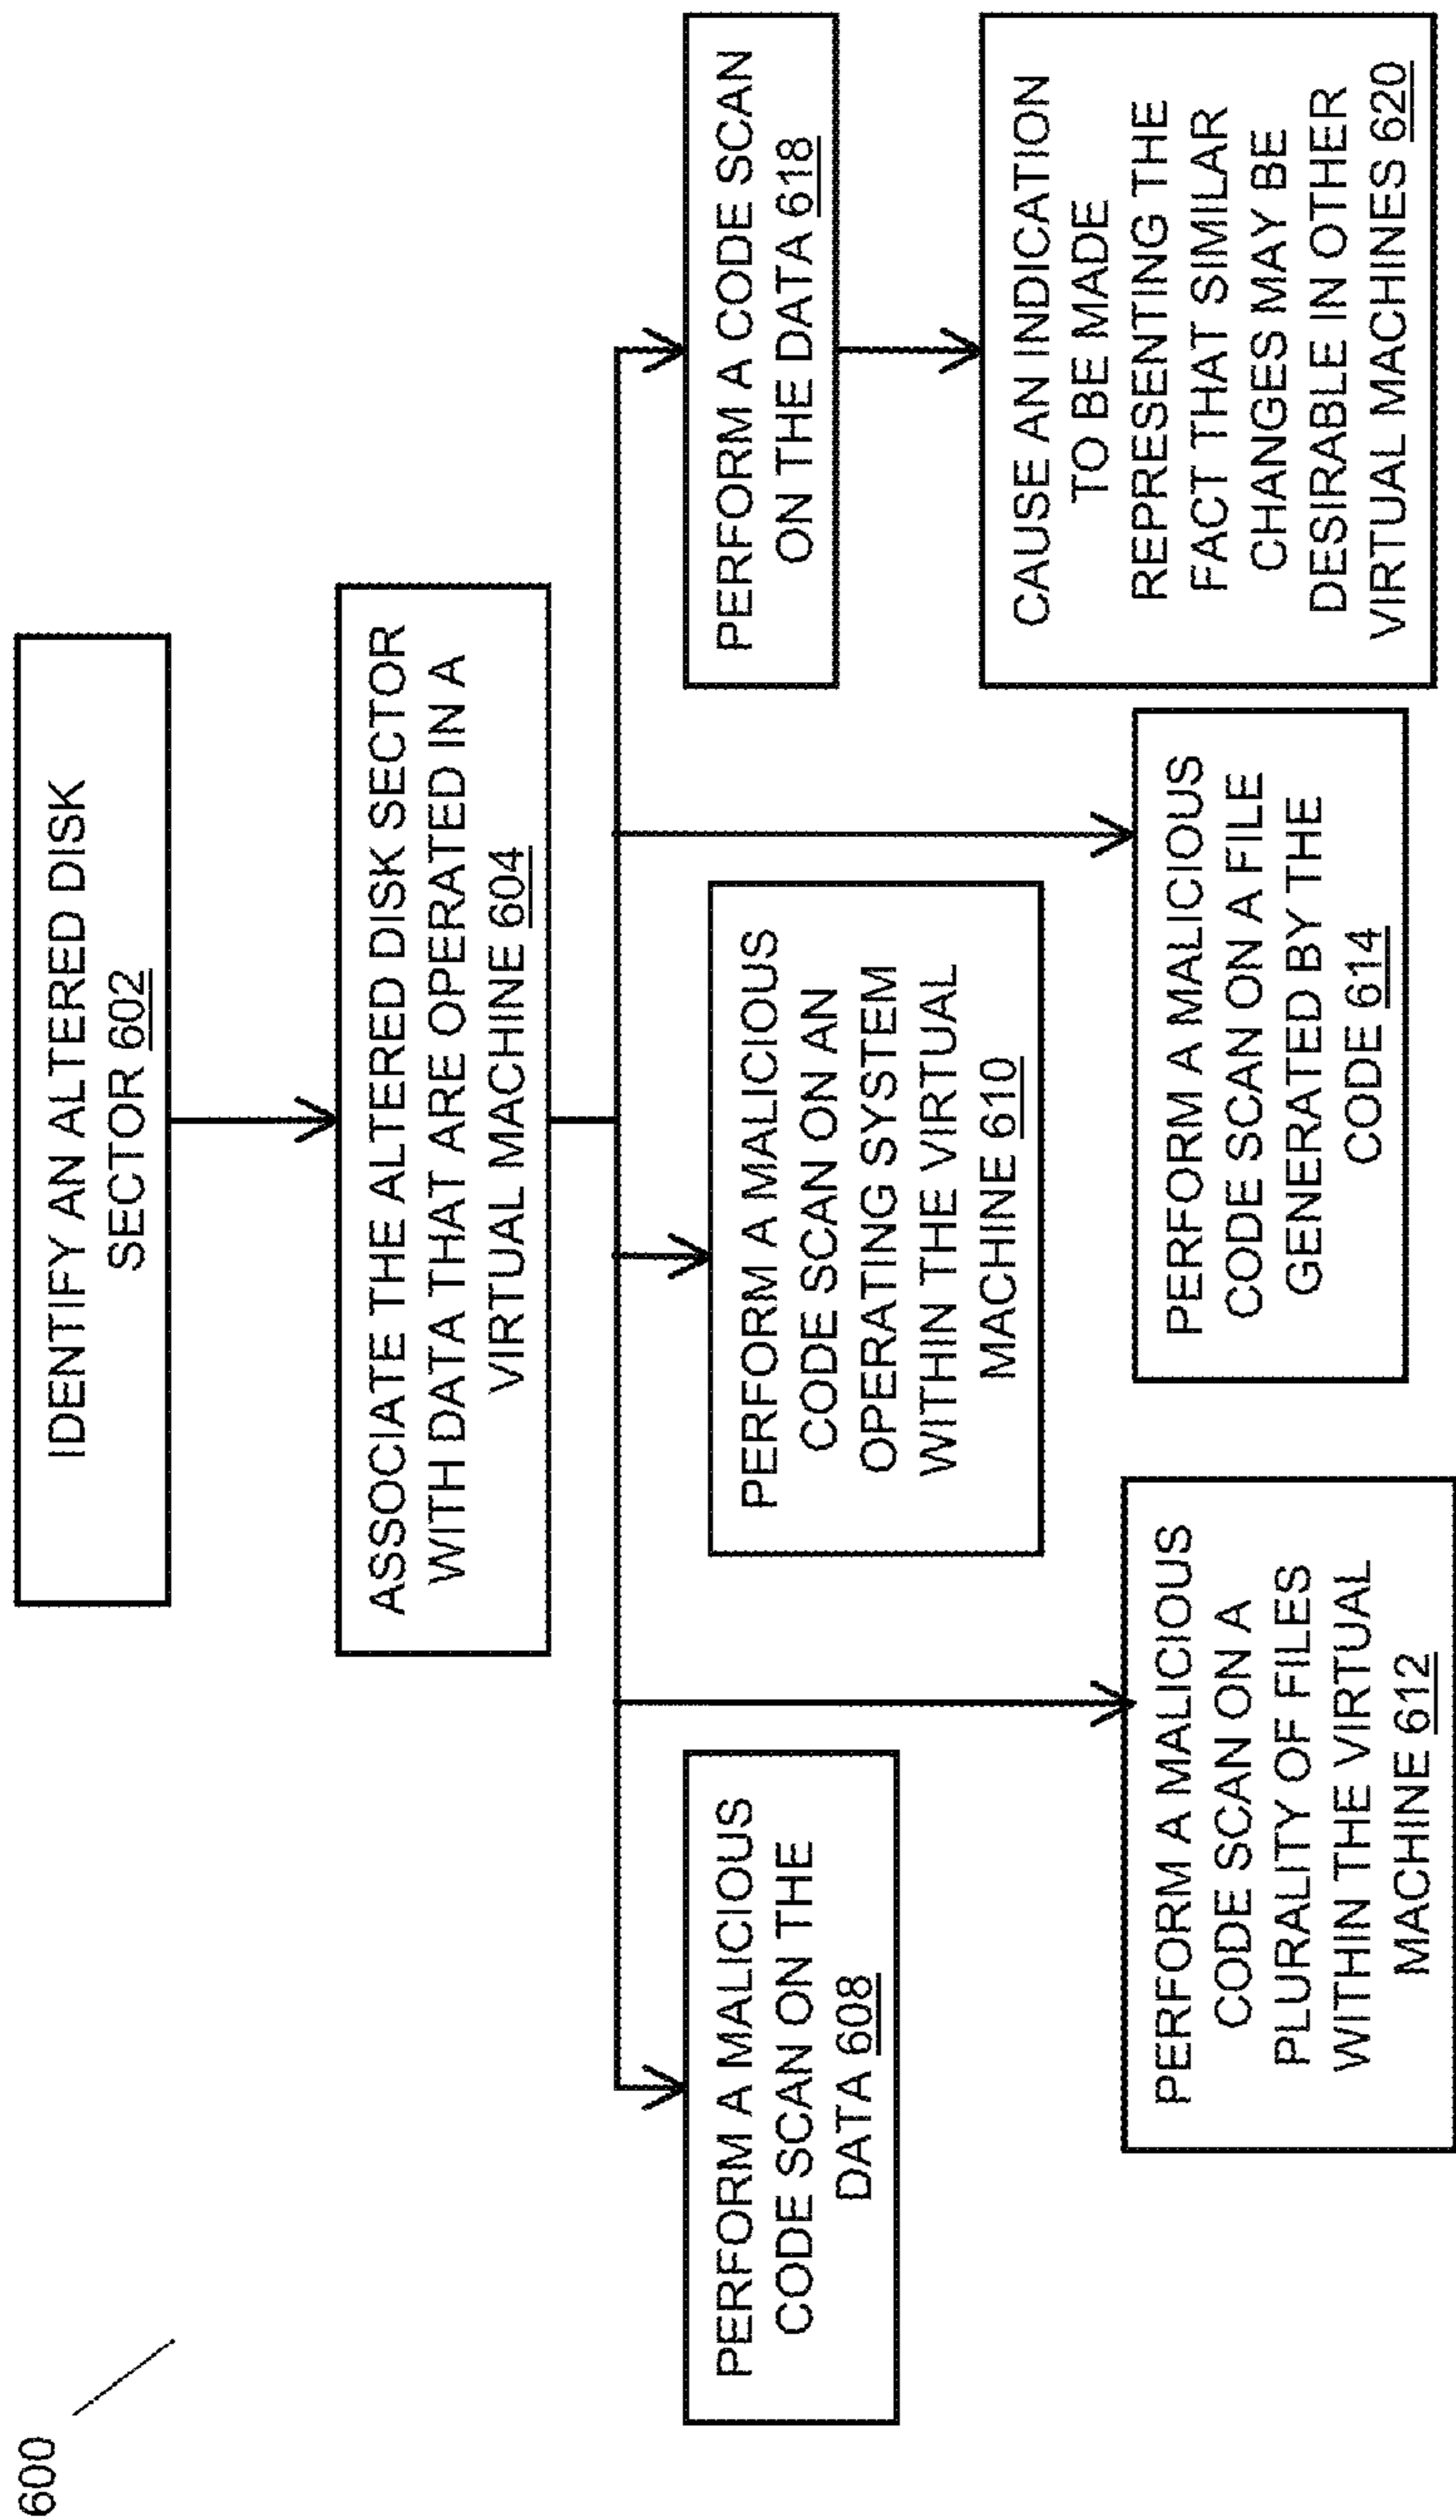 600
IDENTIFY AN ALTERED DISK
SECTOR 602
ASSOCIATE THE ALTERED DISK SECTOR
WITH DATA THAT ARE OPERATED IN A
VIRTUAL MACHINE 604
PERFORM A MALICIOUS
CODE SCAN ON THE
DATA 608
PERFORM A MALICIOUS
CODE SCAN ON AN
OPERATING SYSTEM
WITHIN THE VIRTUAL
MACHINE 610
PERFORM A CODE SCAN
ON THE DATA 618
PERFORM A MALICIOUS
CODE SCAN ON A
PLURALITY OF FILES
WITHIN THE VIRTUAL
MACHINE 612
PERFORM A MALICIOUS
CODE SCAN ON A FILE
GENERATED BY THE
CODE 614
CAUSE AN INDICATION
TO BE MADE
REPRESENTING THE
FACT THAT SIMILAR
CHANGES MAY BE
DESIRABLE IN OTHER
VIRTUAL MACHINES 620